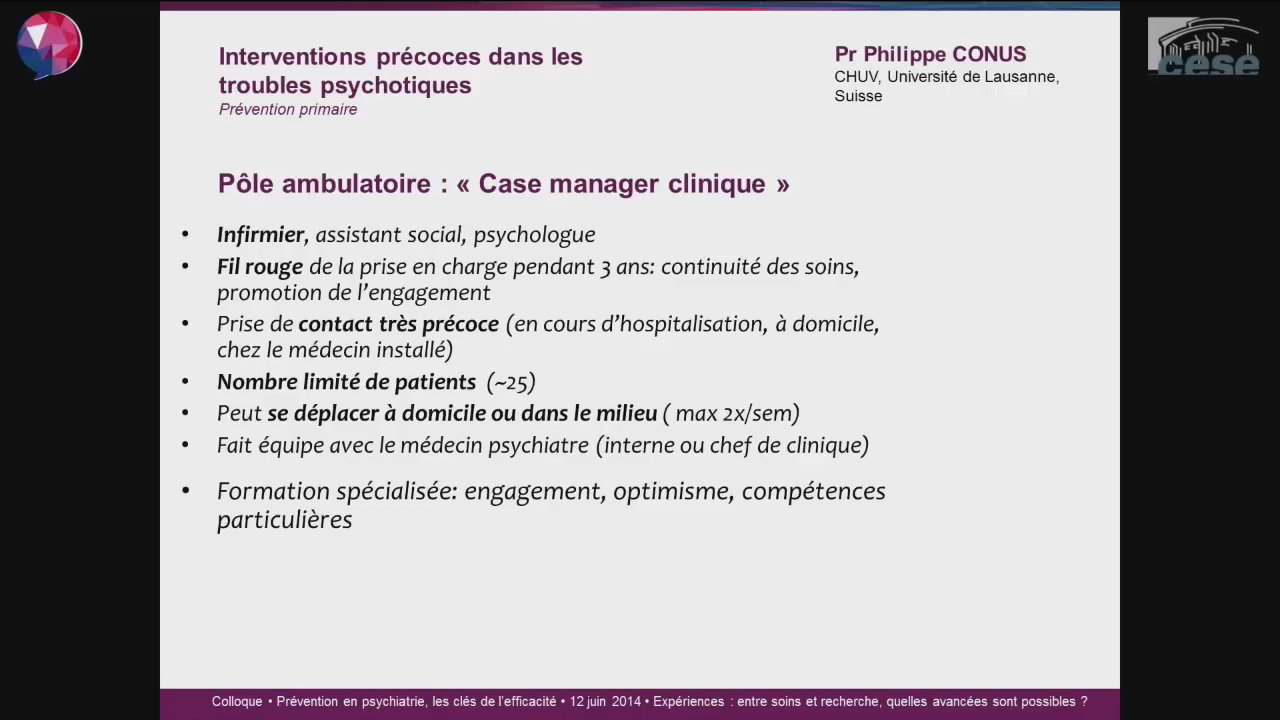 Interventions précoces dans les
troubles psychotiques
Prévention primaire
Pr Philippe CONUS
CHUV, Université de Lausanne,
Suisse
cese
Pôle ambulatoire : « Case manager clinique »
• Infirmier, assistant social, psychologue
• Fil rouge de la prise en charge pendant 3 ans: continuité des soins,
promotion de l’engagement
• Prise de contact très précoce (en cours d’hospitalisation, à domicile,
chez le médecin installé)
• Nombre limité de patients (~25)
• Peut se déplacer à domicile ou dans le milieu ( max 2x/sem)
• Fait équipe avec le médecin psychiatre (interne ou chef de clinique)
• Formation spécialisée: engagement, optimisme, compétences
particulières
Colloque • Prévention en psychiatrie, les clés de l’efficacité • 12 juin 2014 • Expériences : entre soins et recherche, quelles avancées sont possibles ?